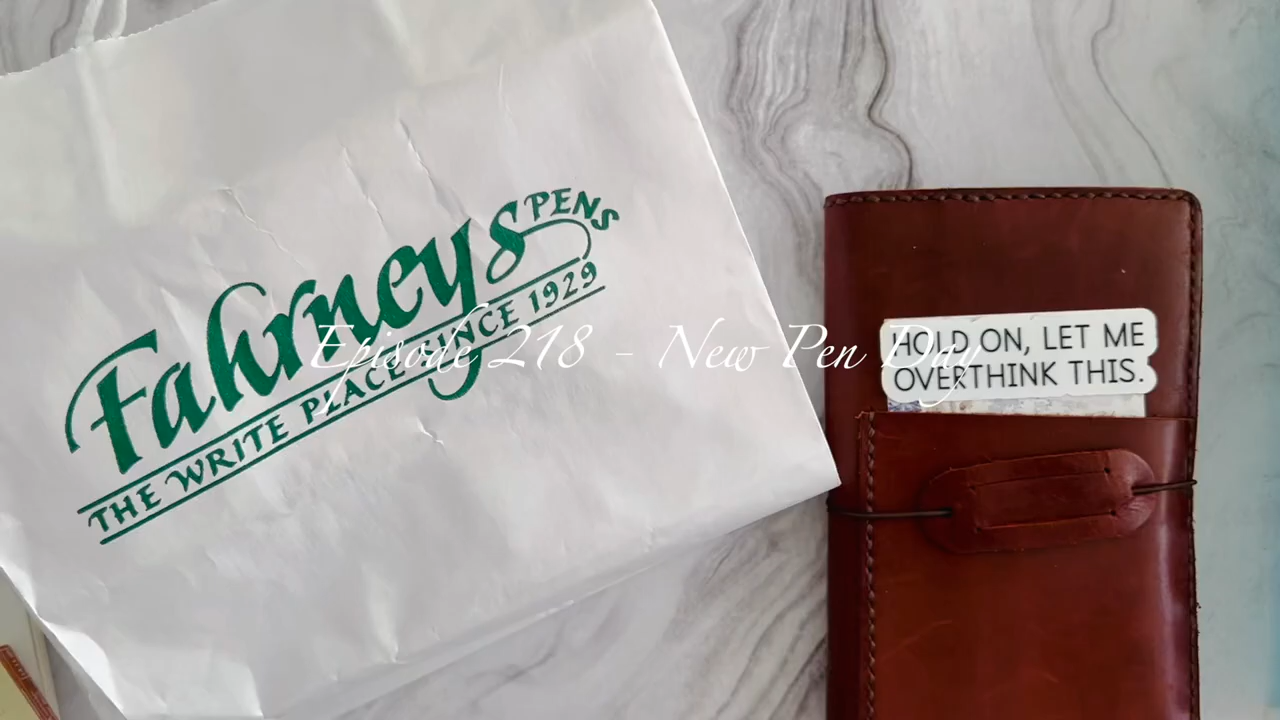 Fahrney's PENS
THE WRITE PLACE SINCE 1929
Episode 218 - New Pen Day
HOLD ON, LET ME
OVERTHINK THIS.